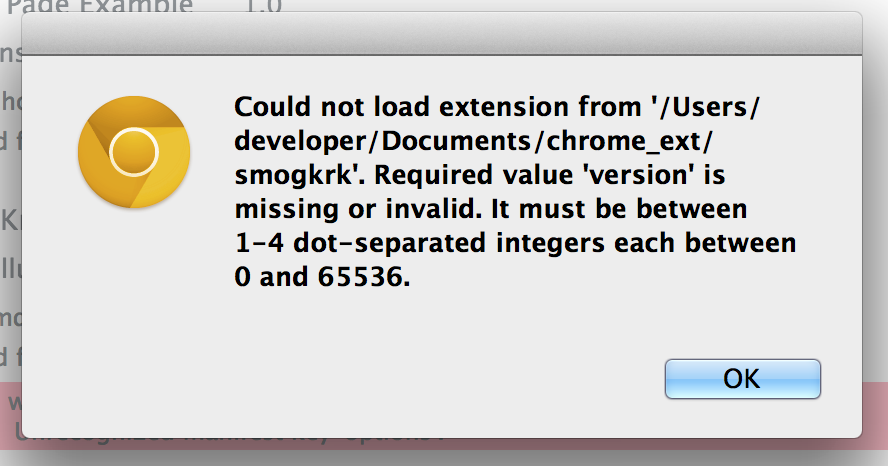 Page Example 1.0
Could not load extension from '/Users/
developer/Documents/chrome_ext/
smogkrk'. Required value 'version' is
missing or invalid. It must be between
1-4 dot-separated integers each between
0 and 65536.
OK